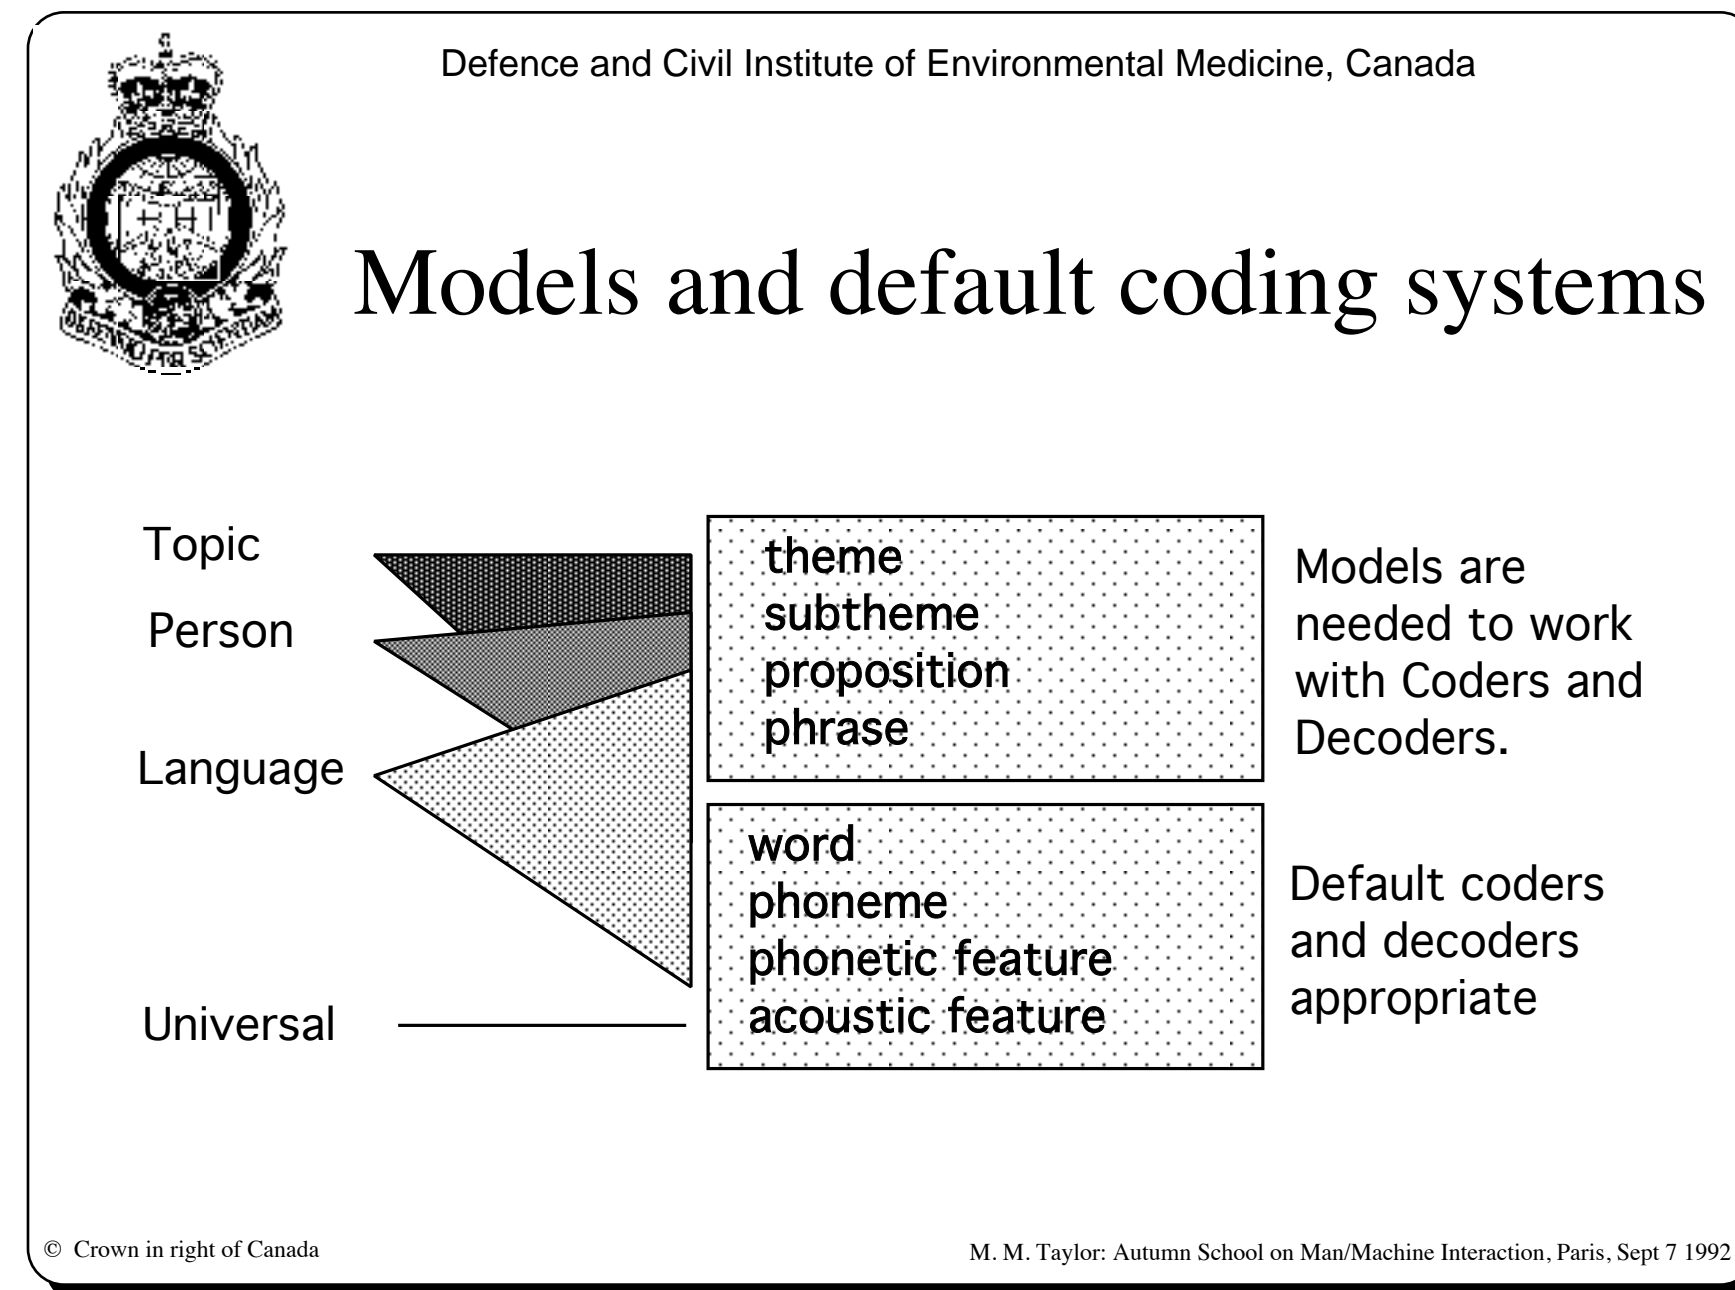 Defence and Civil Institute of Environmental Medicine, Canada
DEFENDO PER SCIENTIAM
Models and default coding systems
Topic
Person
Language
Universal
theme
subtheme
proposition
phrase
word
phoneme
phonetic feature
acoustic feature
Models are
needed to work
with Coders and
Decoders.
Default coders
and decoders
appropriate
© Crown in right of Canada
M. M. Taylor: Autumn School on Man/Machine Interaction, Paris, Sept 7 1992